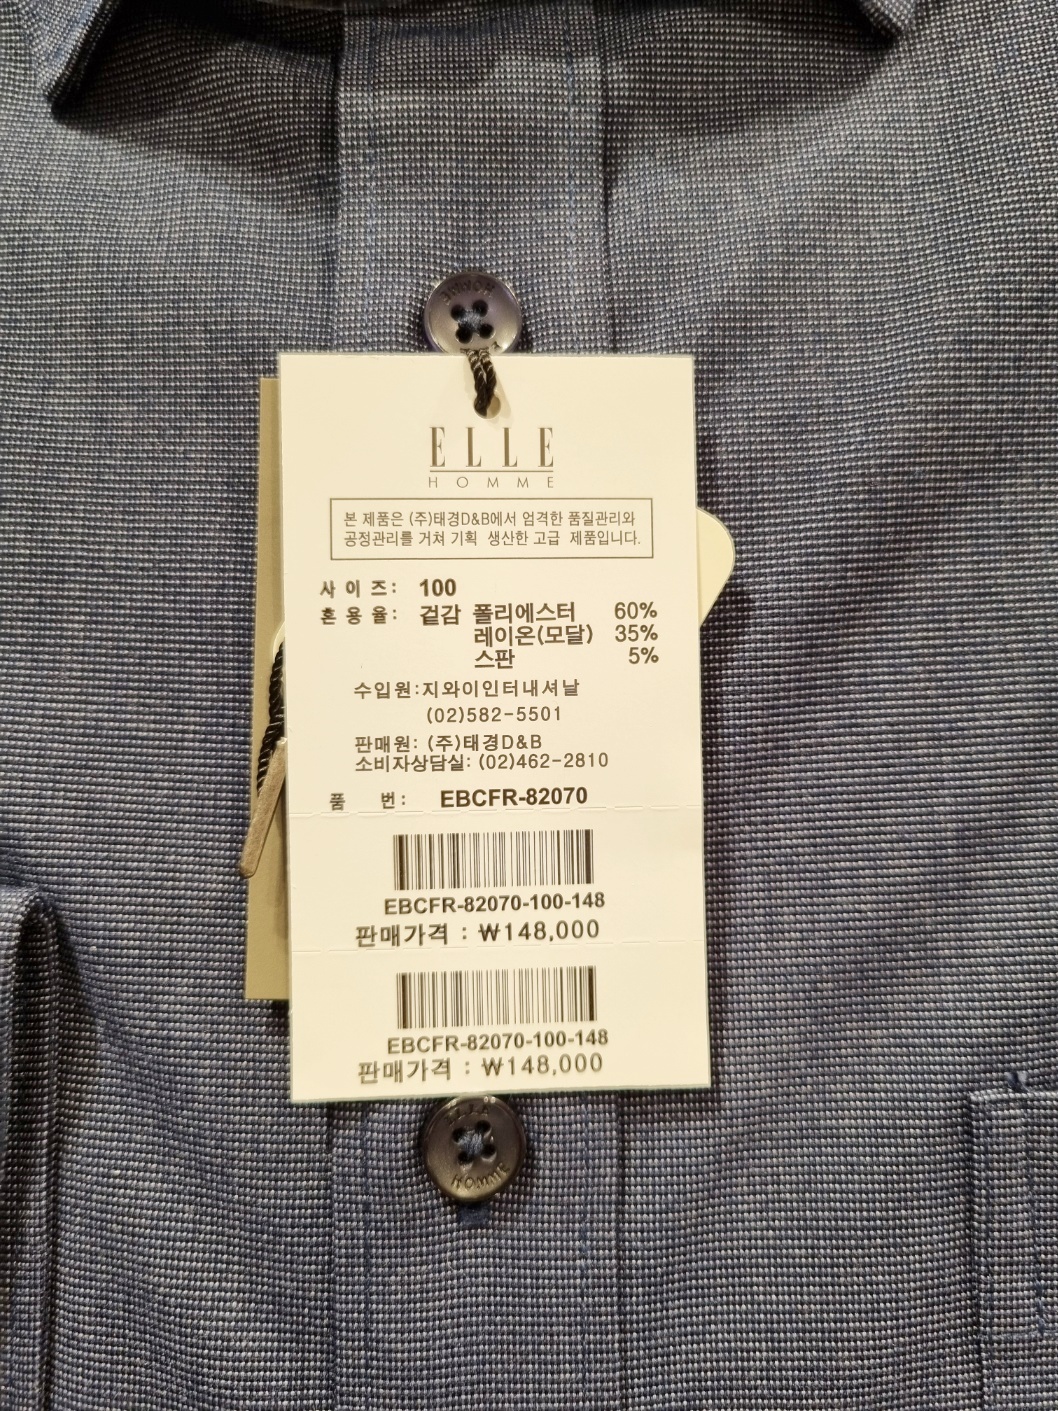 HOMME
ELLE
HOMME
본 제품은 (주)태경D&B에서 엄격한 품질관리와
공정관리를 거쳐 기획 생산한 고급 제품입니다.
사 이 즈: 100
혼 용 율: 겉감 폴리에스터 60%
레이온(모달) 35%
스판 5%
수입원:지와이인터내셔날
(02)582-5501
판매원: (주)태경D&B
소비자상담실: (02)462-2810
품 번: EBCFR-82070
EBCFR-82070-100-148
판매가격 : ₩148,000
EBCFR-82070-100-148
판매가격 : ₩148,000
ELLE
HOMME